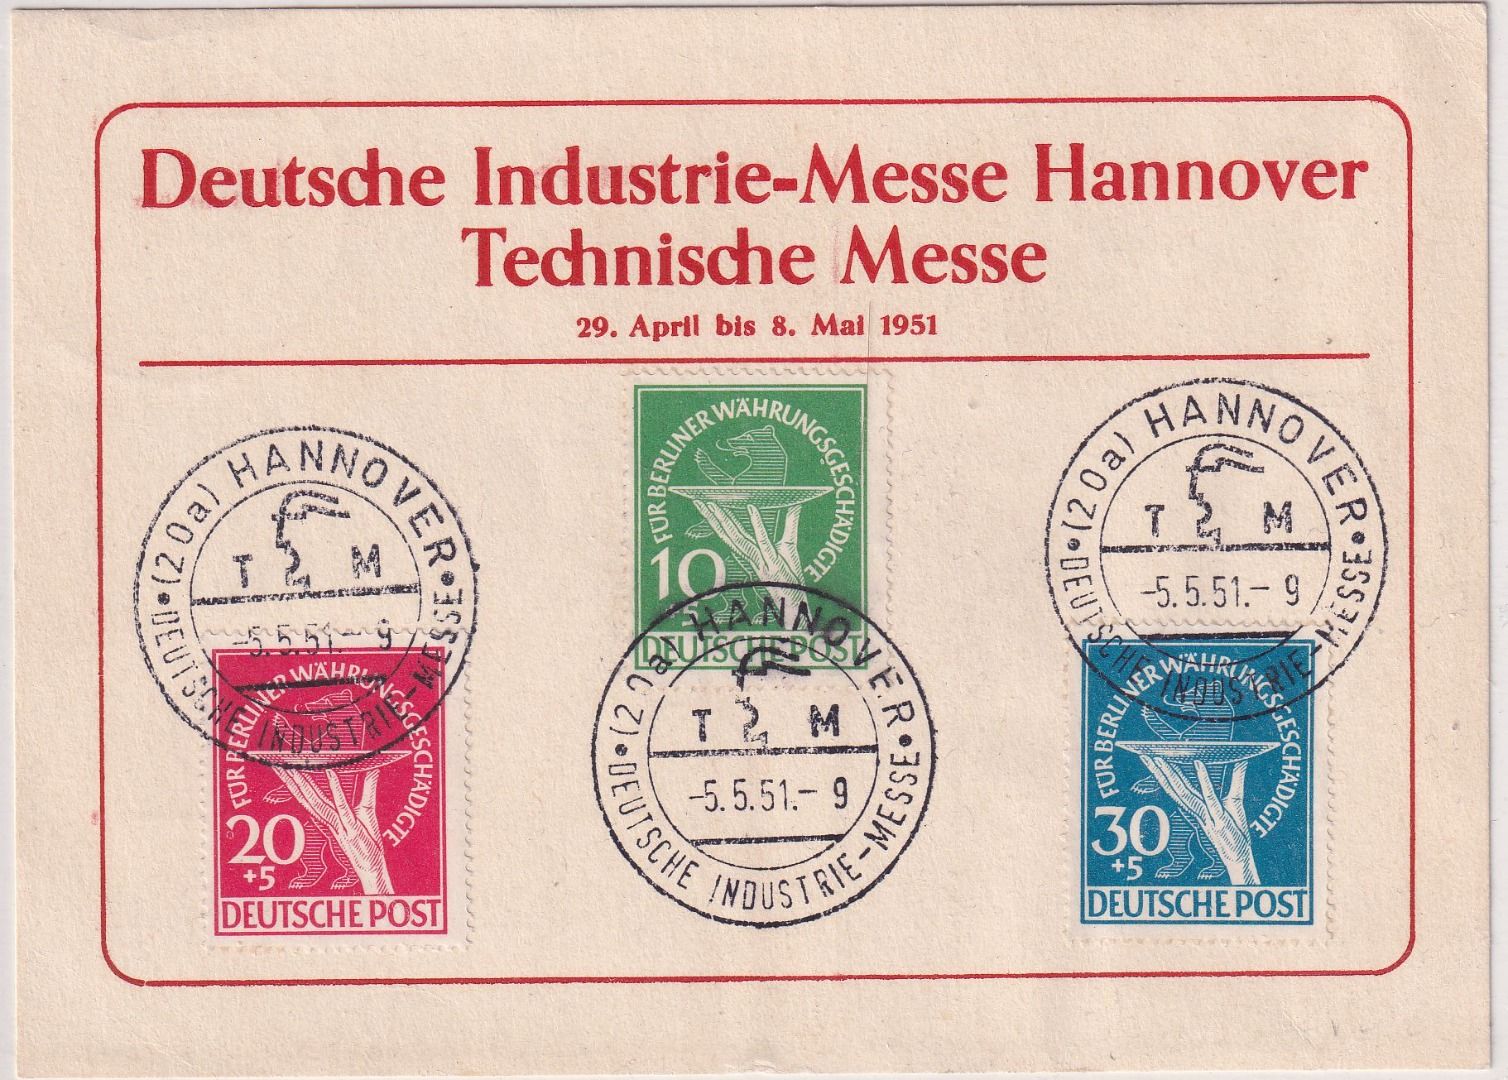 Deutsche Industrie-Messe Hannover
Technische Messe
29. April bis 8. Mai 1951
(20a) HANNOVER
T M
-5.5.51.- 9
DEUTSCHE INDUSTRIE-MESSE
FÜR BERLINER WÄHRUNGSGESCHÄDIGTE
20
+5
DEUTSCHE POST
FÜR BERLINER WÄHRUNGSGESCHÄDIGTE
10
+5
DEUTSCHE POST
(20a) HANNOVER
T M
-5.5.51.- 9
DEUTSCHE INDUSTRIE-MESSE
(20a) HANNOVER
T M
-5.5.51.- 9
DEUTSCHE INDUSTRIE-MESSE
FÜR BERLINER WÄHRUNGSGESCHÄDIGTE
30
+5
DEUTSCHE POST